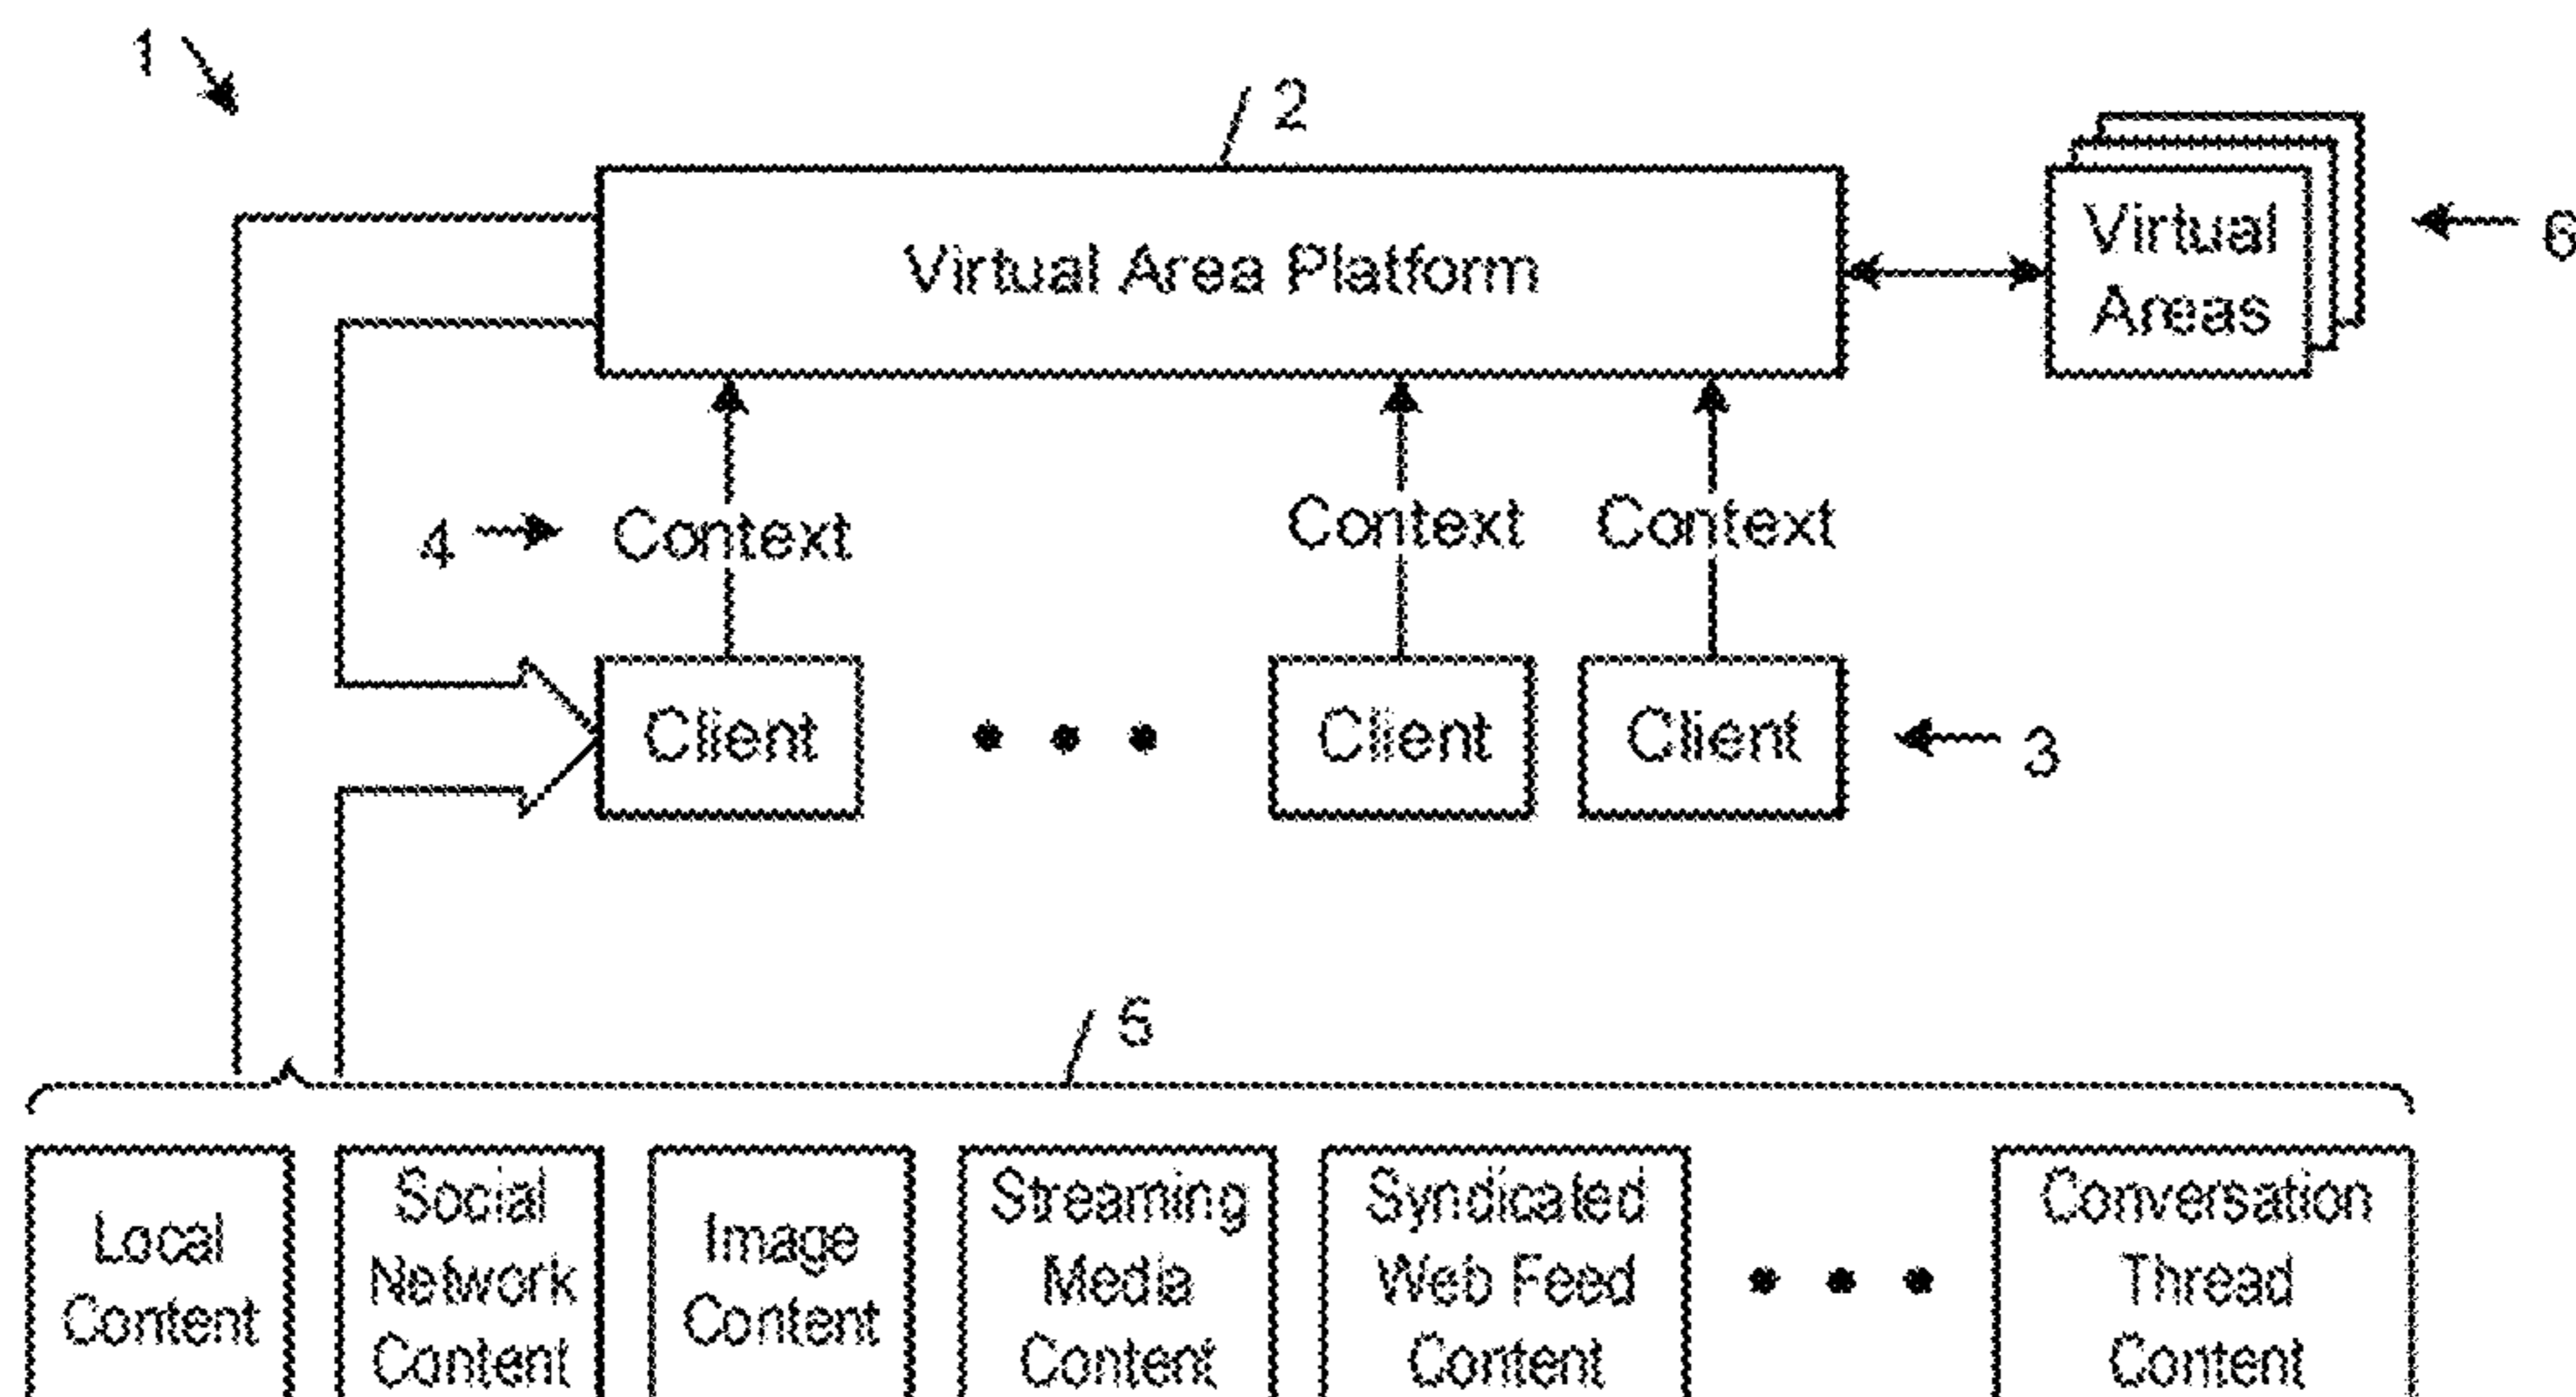 1
2
Virtual Area Platform
Virtual
Areas
6
4
Context
Context
Context
Client
Client
Client
3
5
Local
Content
Social
Network
Content
Image
Content
Streaming
Media
Content
Syndicated
Web Feed
Content
Conversation
Thread
Content